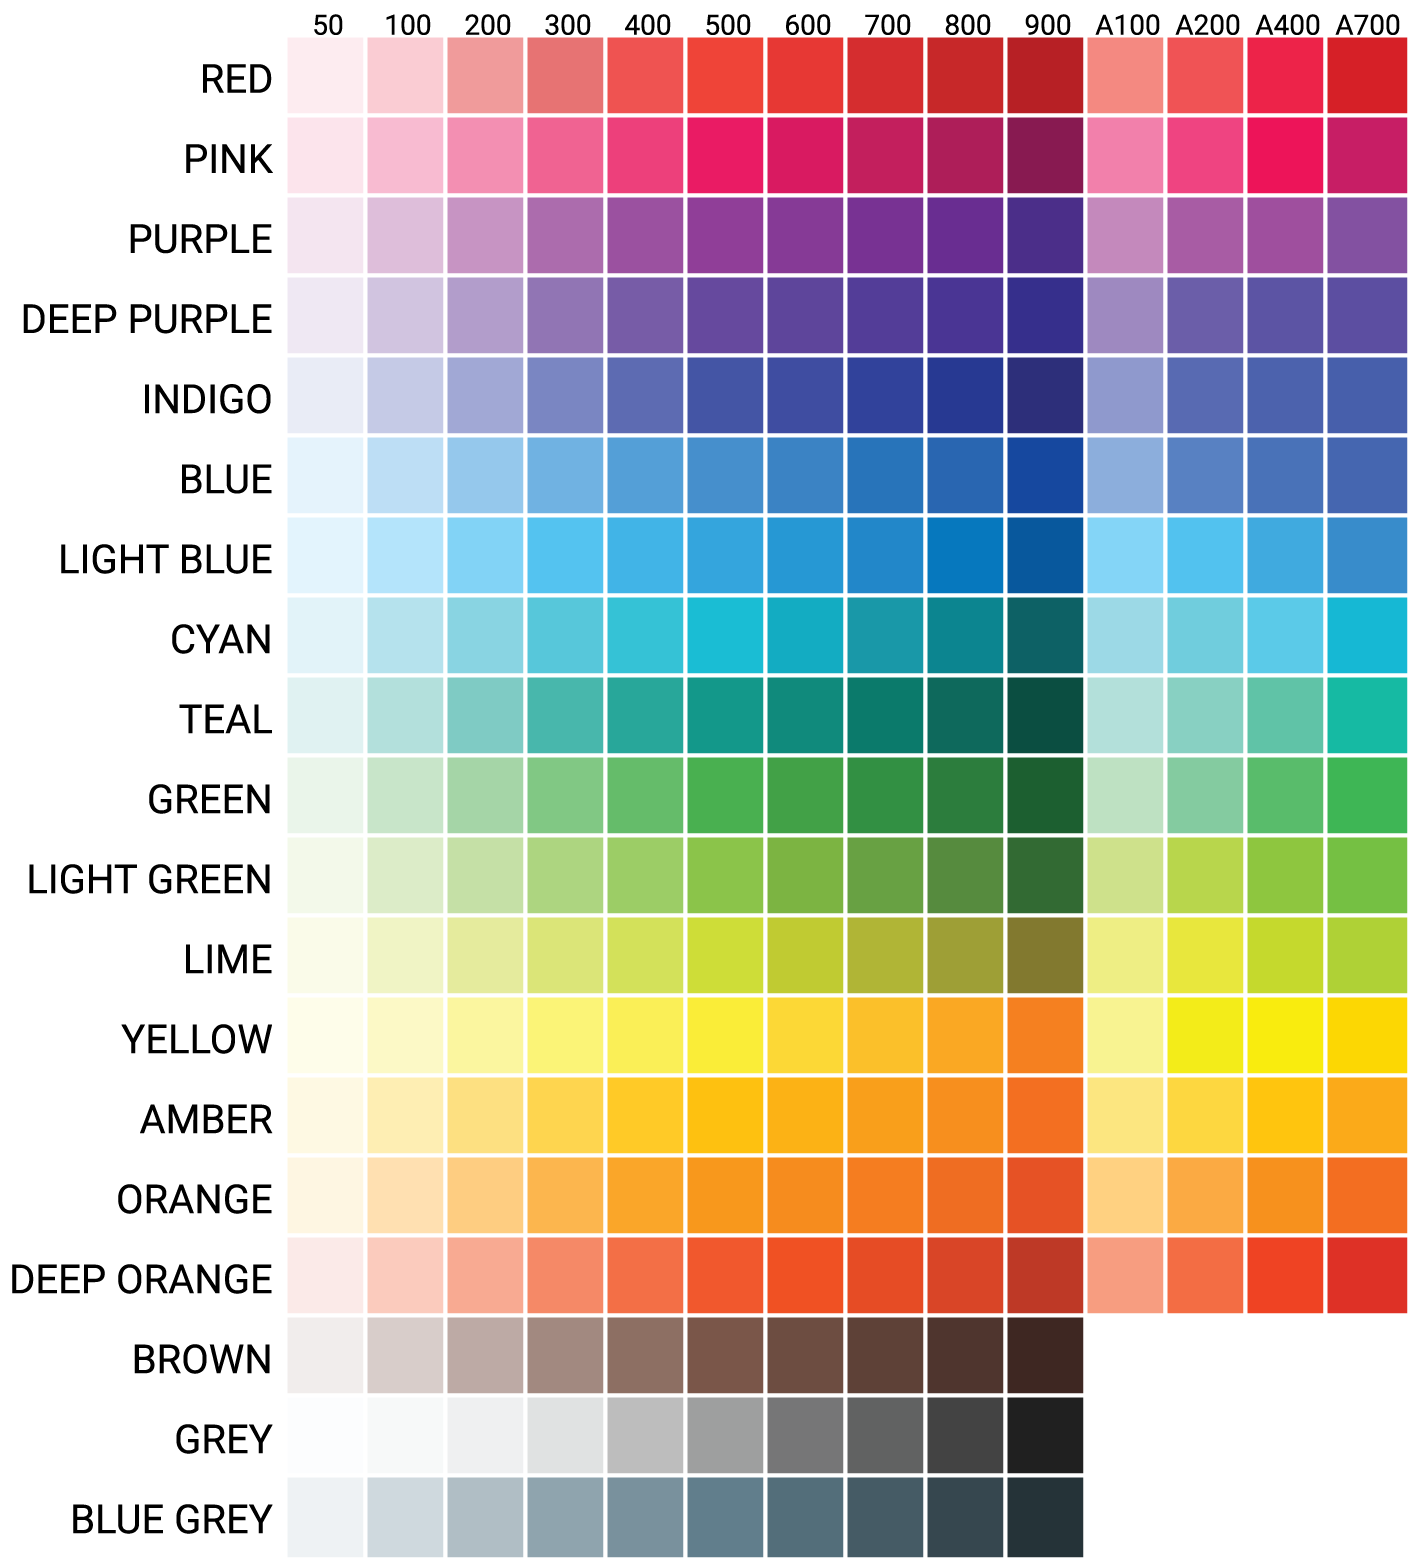 50 100 200 300 400 500 600 700 800 900 A100 A200 A400 A700
RED
PINK
PURPLE
DEEP PURPLE
INDIGO
BLUE
LIGHT BLUE
CYAN
TEAL
GREEN
LIGHT GREEN
LIME
YELLOW
AMBER
ORANGE
DEEP ORANGE
BROWN
GREY
BLUE GREY